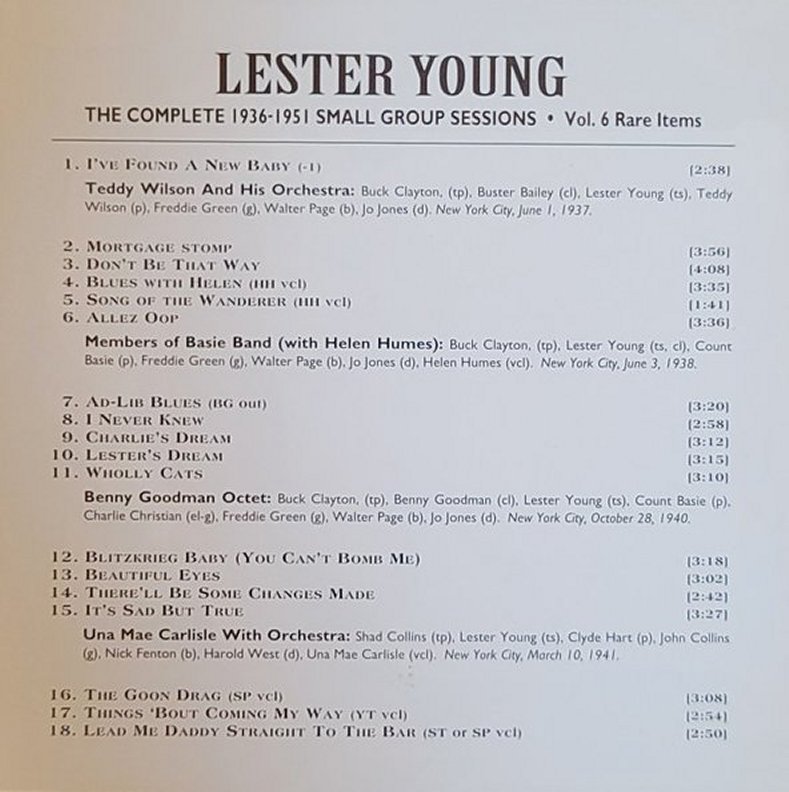 LESTER YOUNG
THE COMPLETE 1936-1951 SMALL GROUP SESSIONS • Vol. 6 Rare Items
1. I'VE FOUND A NEW BABY (-1) [2:38]
Teddy Wilson And His Orchestra: Buck Clayton, (tp), Buster Bailey (cl), Lester Young (ts), Teddy
Wilson (p), Freddie Green (g), Walter Page (b), Jo Jones (d). New York City, June 1, 1937.
2. MORTGAGE STOMP [3:56]
3. DON'T BE THAT WAY [4:08]
4. BLUES WITH HELEN (HH vcl) [3:35]
5. SONG OF THE WANDERER (HH vcl) [1:41]
6. ALLEZ OOP [3:36]
Members of Basie Band (with Helen Humes): Buck Clayton, (tp), Lester Young (ts, cl), Count
Basie (p), Freddie Green (g), Walter Page (b), Jo Jones (d), Helen Humes (vcl). New York City, June 3, 1938.
7. AD-LIB BLUES (BG out) [3:20]
8. I NEVER KNEW [2:58]
9. CHARLIE'S DREAM [3:12]
10. LESTER'S DREAM [3:15]
11. WHOLLY CATS [3:10]
Benny Goodman Octet: Buck Clayton, (tp), Benny Goodman (cl), Lester Young (ts), Count Basie (p),
Charlie Christian (el-g), Freddie Green (g), Walter Page (b), Jo Jones (d). New York City, October 28, 1940.
12. BLITZKRIEG BABY (YOU CAN'T BOMB ME) [3:18]
13. BEAUTIFUL EYES [3:02]
14. THERE'LL BE SOME CHANGES MADE [2:42]
15. IT'S SAD BUT TRUE [3:27]
Una Mae Carlisle With Orchestra: Shad Collins (tp), Lester Young (ts), Clyde Hart (p), John Collins
(g), Nick Fenton (b), Harold West (d), Una Mae Carlisle (vcl). New York City, March 10, 1941.
16. THE GOON DRAG (SP vcl) [3:08]
17. THINGS 'BOUT COMING MY WAY (YT vcl) [2:54]
18. LEAD ME DADDY STRAIGHT TO THE BAR (ST or SP vcl) [2:50]